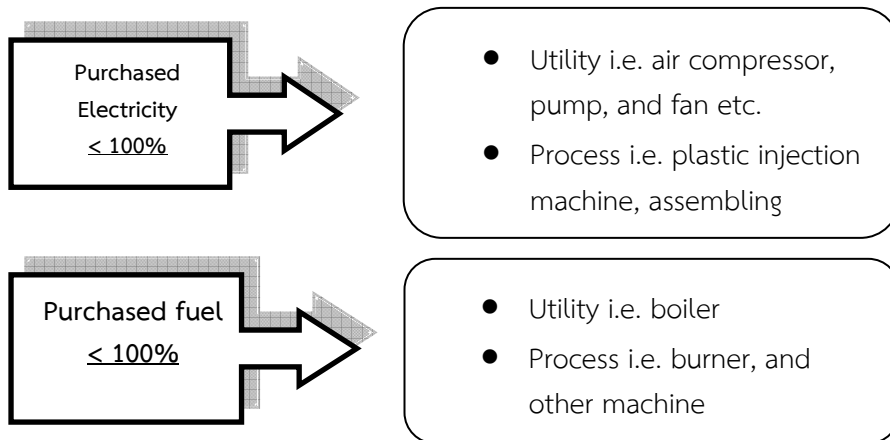 Purchased
Electricity
< 100%
● Utility i.e. air compressor,
pump, and fan etc.
● Process i.e. plastic injection
machine, assembling
Purchased fuel
< 100%
● Utility i.e. boiler
● Process i.e. burner, and
other machine